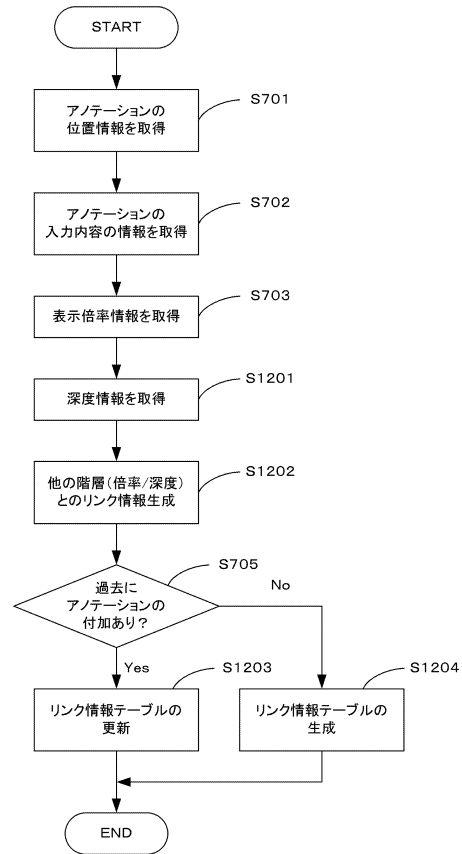 START
アノテーションの
位置情報を取得
S701
アノテーションの
入力内容の情報を取得
S702
表示倍率情報を取得
S703
深度情報を取得
S1201
他の階層(倍率/深度)
とのリンク情報生成
S1202
過去に
アノテーションの
付加あり？
S705
No
Yes
リンク情報テーブルの
更新
S1203
リンク情報テーブルの
生成
S1204
END